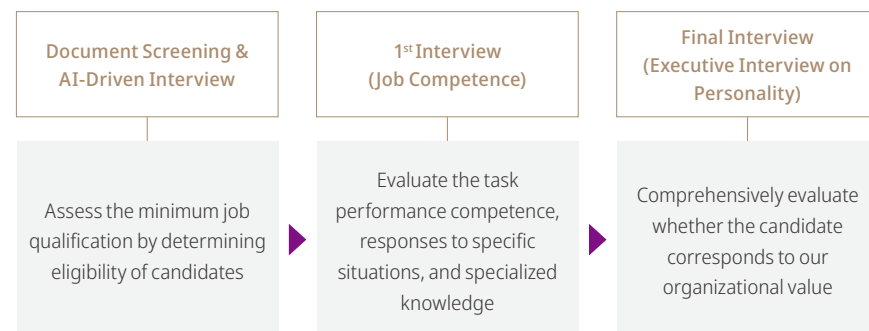 Document Screening &
AI-Driven Interview
Assess the minimum job
qualification by determining
eligibility of candidates
1st Interview
(Job Competence)
Evaluate the task
performance competence,
responses to specific
situations, and specialized
knowledge
Final Interview
(Executive Interview on
Personality)
Comprehensively evaluate
whether the candidate
corresponds to our
organizational value